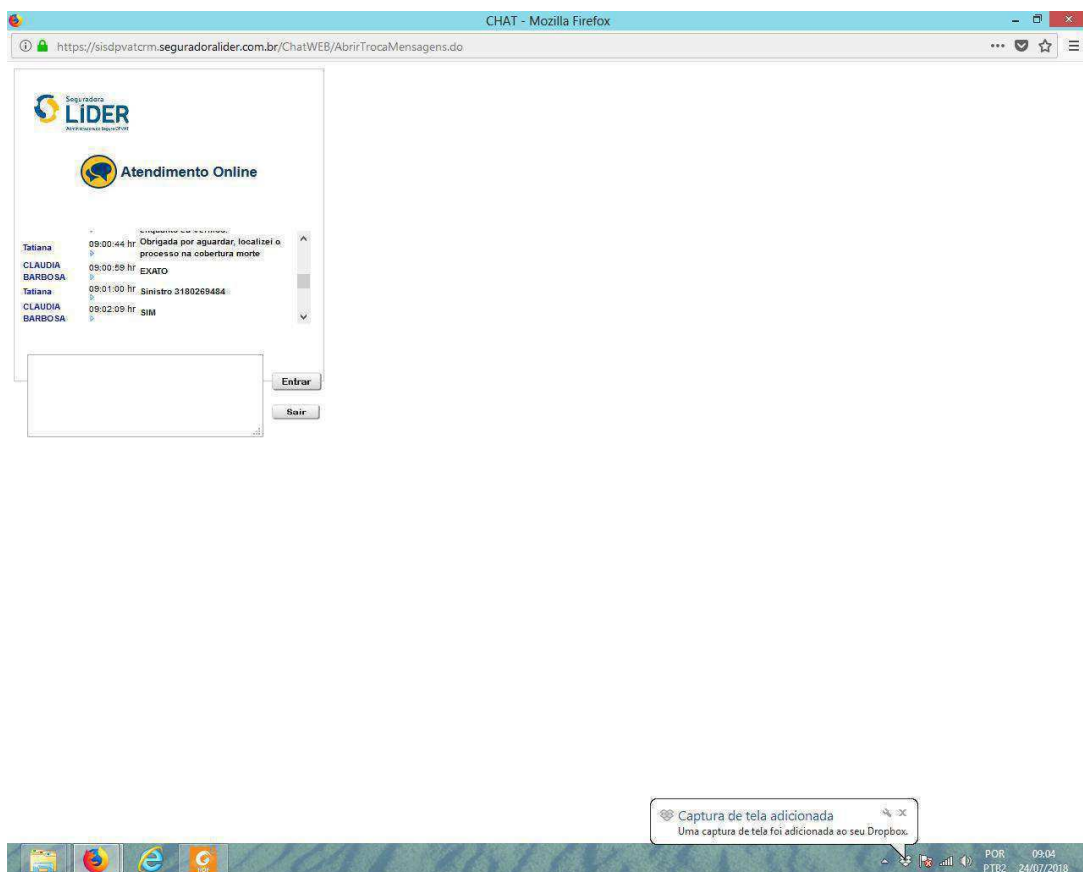 CHAT - Mozilla Firefox
https://sisdpvatcrm.seguradoralider.com.br/ChatWEB/AbrirTrocaMensagens.do
Seguradora
LÍDER
Atendimento Online
Tatiana 09:00:44 hr Obrigada por aguardar, localizei o
processo na cobertura morte
CLAUDIA BARBOSA 09:00:59 hr EXATO
Tatiana 09:01:00 hr Sinistro 3180269484
CLAUDIA BARBOSA 09:02:09 hr SIM
Entrar
Sair
Captura de tela adicionada
Uma captura de tela foi adicionada ao seu Dropbox.
POR 09:04
PTB2 24/07/2018